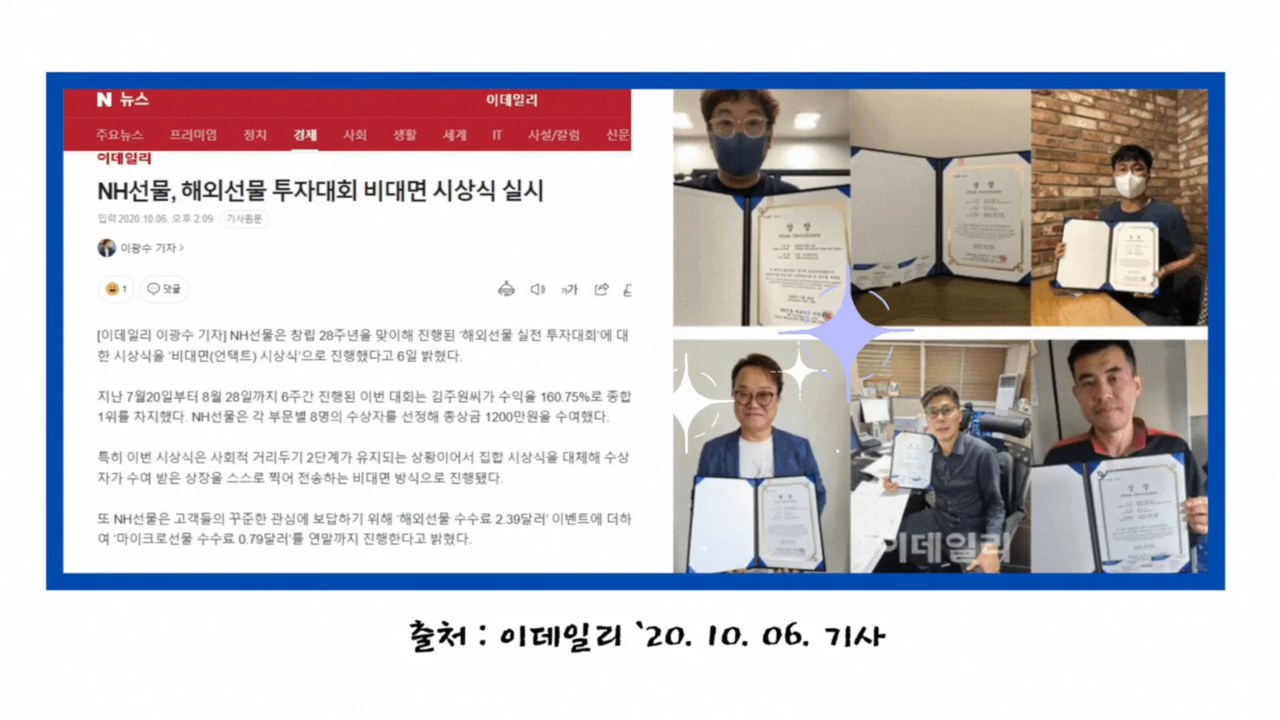 N 뉴스
이데일리
주요뉴스 프리미엄 정치 경제 사회 생활 세계 IT 사설/칼럼 신문
이데일리
NH선물, 해외선물 투자대회 비대면 시상식 실시
입력 2020.10.06. 오후 2:09 기사원문
이광수 기자 >
1 댓글
가
[이데일리 이광수 기자] NH선물은 창립 28주년을 맞이해 진행된 '해외선물 실전 투자대회'에 대
한 시상식을 '비대면(언택트) 시상식'으로 진행했다고 6일 밝혔다.
지난 7월20일부터 8월 28일까지 6주간 진행된 이번 대회는 김주원씨가 수익율 160.75%로 종합
1위를 차지했다. NH선물은 각 부문별 8명의 수상자를 선정해 총상금 1200만원을 수여했다.
특히 이번 시상식은 사회적 거리두기 2단계가 유지되는 상황이어서 집합 시상식을 대체해 수상
자가 수여 받은 상장을 스스로 찍어 전송하는 비대면 방식으로 진행됐다.
또 NH선물은 고객들의 꾸준한 관심에 보답하기 위해 '해외선물 수수료 2.39달러' 이벤트에 더하
여 '마이크로선물 수수료 0.79달러'를 연말까지 진행한다고 밝혔다.
상 장
상 장
상 장
이데일리
출처 : 이데일리 '20. 10. 06. 기사